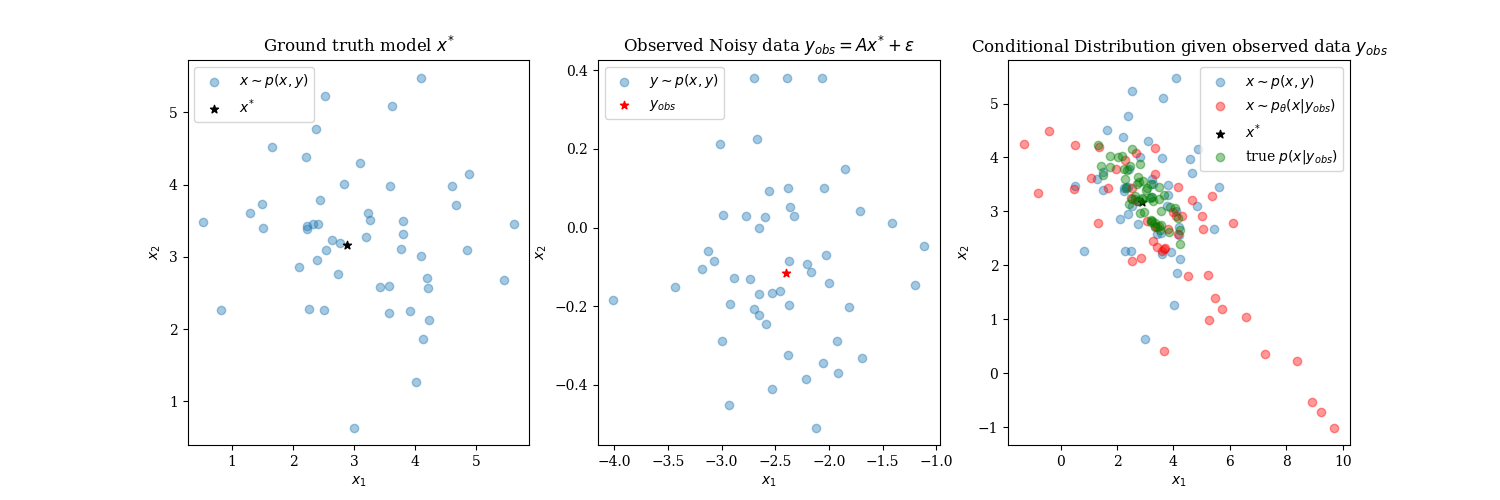 Ground truth model x*
x ~ p(x, y)
x*
5
4
3
2
1
x₂
1
2
3
4
5
x₁
Observed Noisy data y_obs = Ax* + ε
y ~ p(x, y)
y_obs
0.4
0.2
0.0
−0.2
−0.4
x₂
−4.0
−3.5
−3.0
−2.5
−2.0
−1.5
−1.0
x₁
Conditional Distribution given observed data y_obs
x ~ p(x, y)
x ~ p_θ(x|y_obs)
x*
true p(x|y_obs)
5
4
3
2
1
0
−1
x₂
0
2
4
6
8
10
x₁